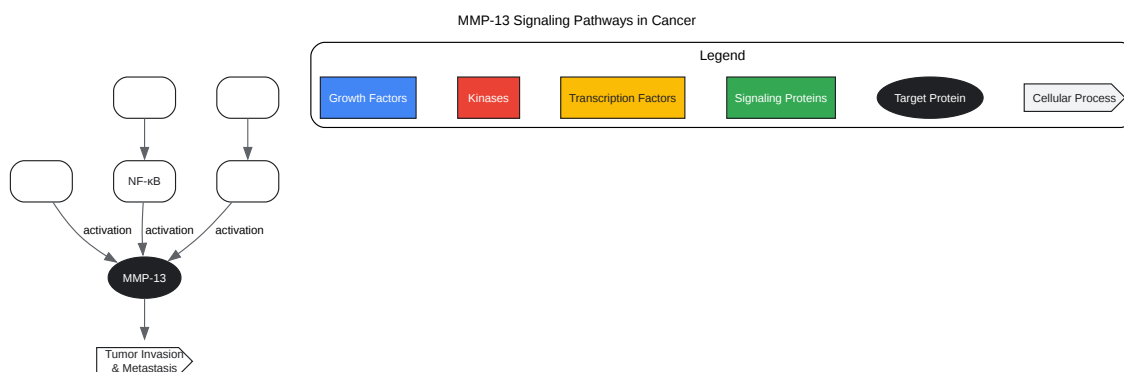 MMP-13 Signaling Pathways in Cancer
Legend
Growth Factors
Kinases
Transcription Factors
Signaling Proteins
Target Protein
Cellular Process
NF-κB
activation
activation
activation
MMP-13
Tumor Invasion
& Metastasis